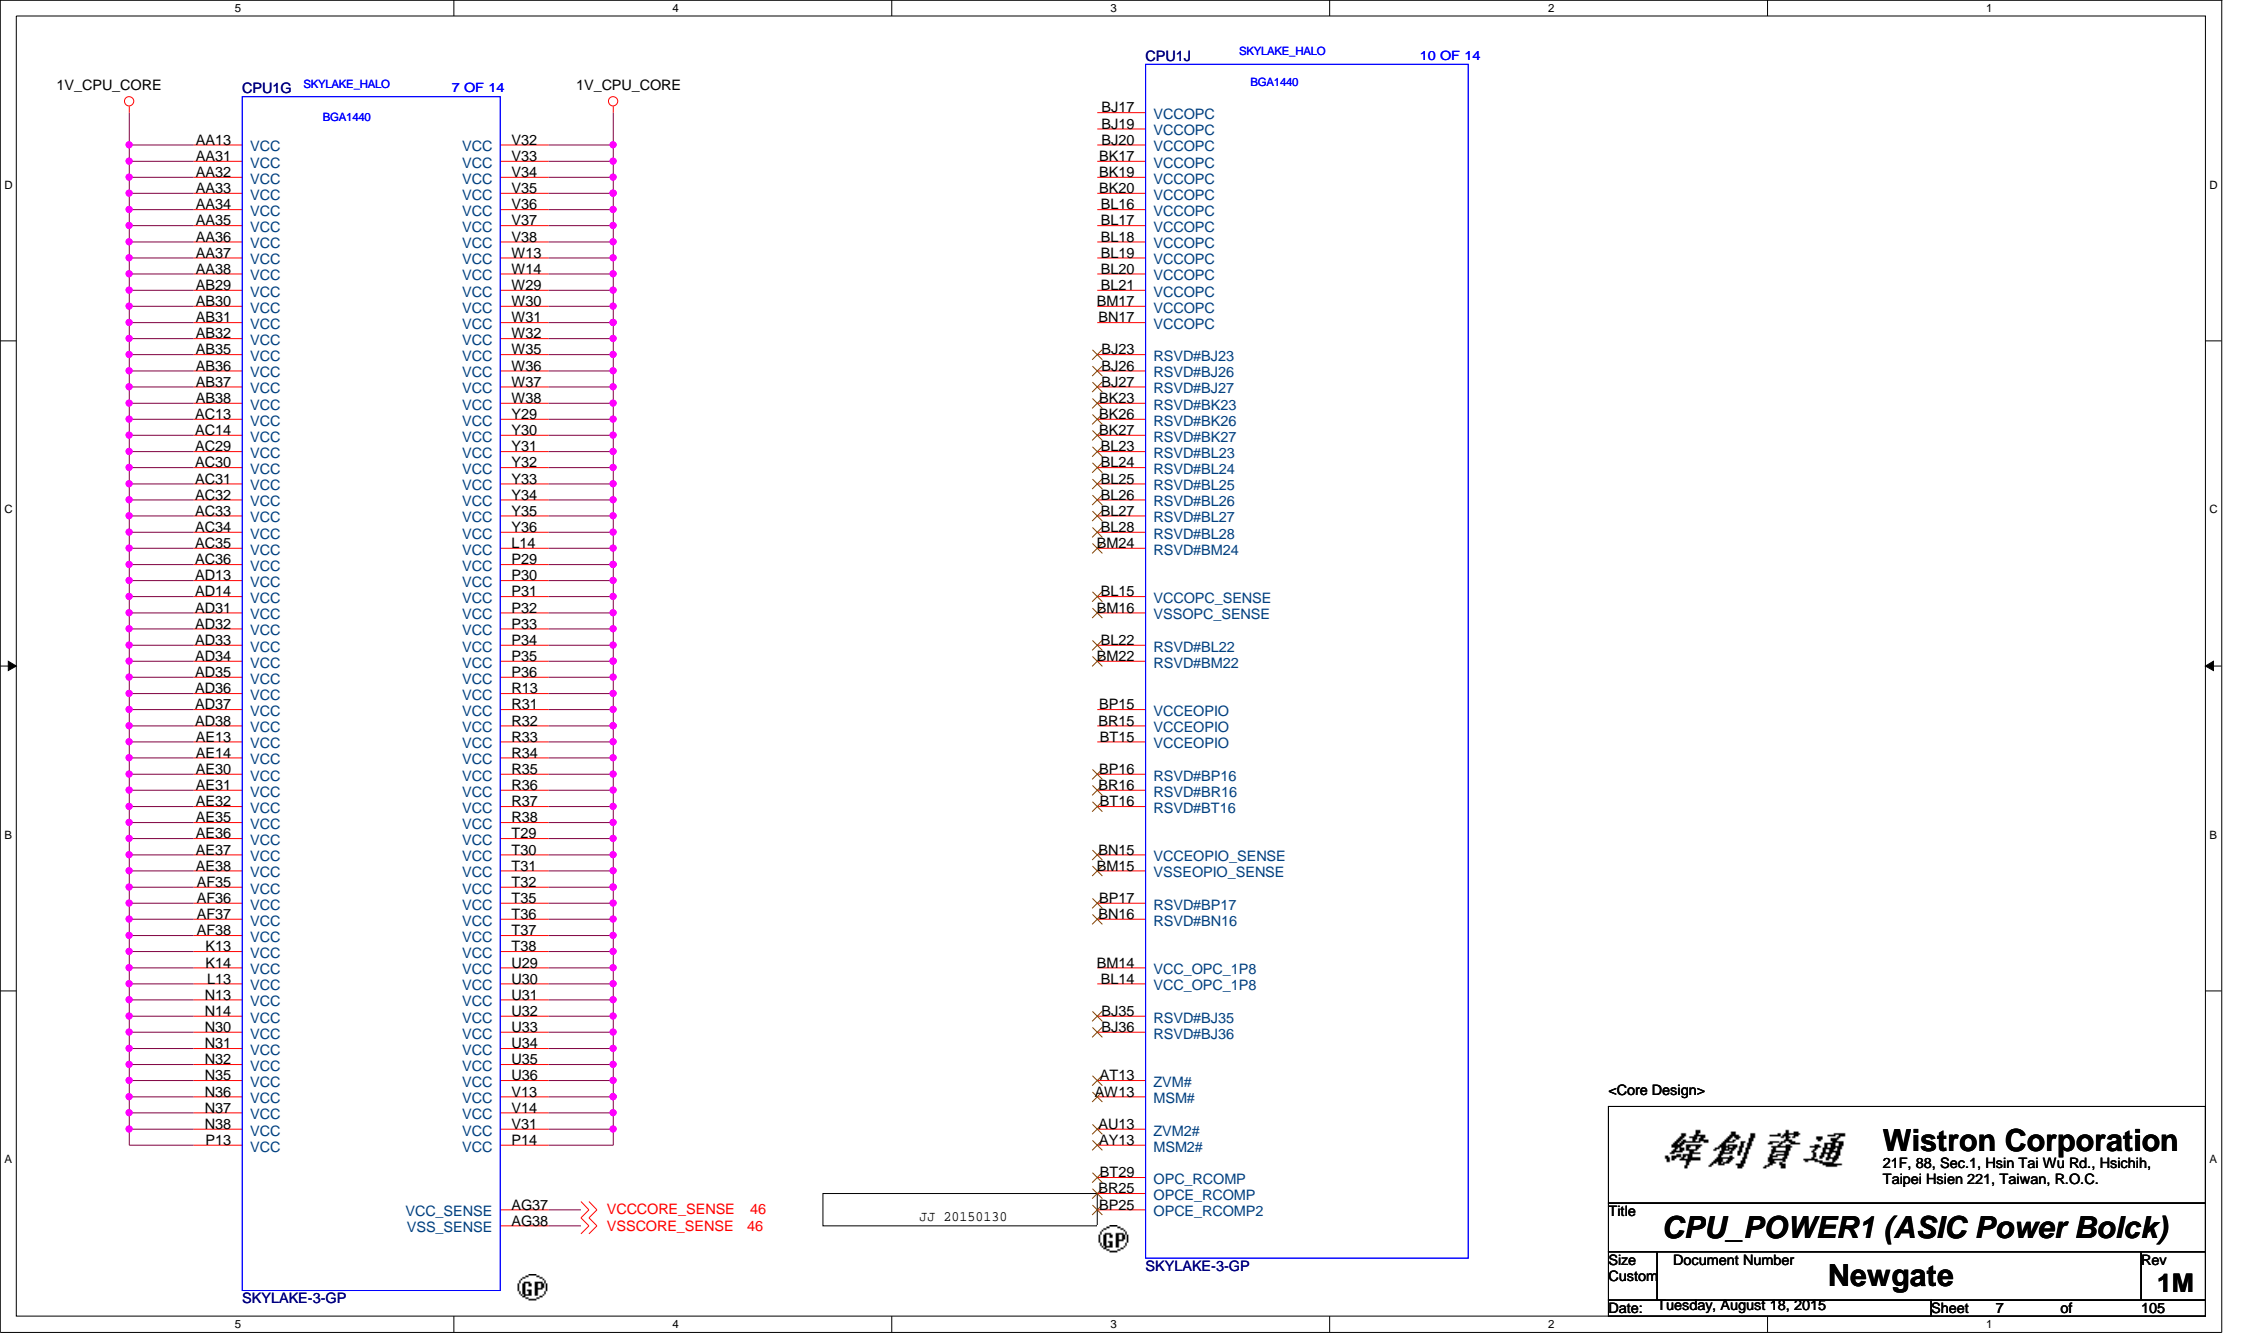 5 4 3 2 1
1V_CPU_CORE
CPU1G SKYLAKE_HALO 7 OF 14
BGA1440
1V_CPU_CORE
AA13 VCC VCC V32
AA31 VCC VCC V33
AA32 VCC VCC V34
AA33 VCC VCC V35
AA34 VCC VCC V36
AA35 VCC VCC V37
AA36 VCC VCC V38
AA37 VCC VCC W13
AA38 VCC VCC W14
AB29 VCC VCC W29
AB30 VCC VCC W30
AB31 VCC VCC W31
AB32 VCC VCC W32
AB35 VCC VCC W35
AB36 VCC VCC W36
AB37 VCC VCC W37
AB38 VCC VCC W38
AC13 VCC VCC Y29
AC14 VCC VCC Y30
AC29 VCC VCC Y31
AC30 VCC VCC Y32
AC31 VCC VCC Y33
AC32 VCC VCC Y34
AC33 VCC VCC Y35
AC34 VCC VCC Y36
AC35 VCC VCC L14
AC36 VCC VCC P29
AD13 VCC VCC P30
AD14 VCC VCC P31
AD31 VCC VCC P32
AD32 VCC VCC P33
AD33 VCC VCC P34
AD34 VCC VCC P35
AD35 VCC VCC P36
AD36 VCC VCC R13
AD37 VCC VCC R31
AD38 VCC VCC R32
AE13 VCC VCC R33
AE14 VCC VCC R34
AE30 VCC VCC R35
AE31 VCC VCC R36
AE32 VCC VCC R37
AE35 VCC VCC R38
AE36 VCC VCC T29
AE37 VCC VCC T30
AE38 VCC VCC T31
AF35 VCC VCC T32
AF36 VCC VCC T35
AF37 VCC VCC T36
AF38 VCC VCC T37
K13 VCC VCC T38
K14 VCC VCC U29
L13 VCC VCC U30
N13 VCC VCC U31
N14 VCC VCC U32
N30 VCC VCC U33
N31 VCC VCC U34
N32 VCC VCC U35
N35 VCC VCC U36
N36 VCC VCC V13
N37 VCC VCC V14
N38 VCC VCC V31
P13 VCC VCC P14
VCC_SENSE AG37 VCCCORE_SENSE 46
VSS_SENSE AG38 VSSCORE_SENSE 46
GP
SKYLAKE-3-GP
CPU1J SKYLAKE_HALO 10 OF 14
BGA1440
BJ17 VCCOPC
BJ19 VCCOPC
BJ20 VCCOPC
BK17 VCCOPC
BK19 VCCOPC
BK20 VCCOPC
BL16 VCCOPC
BL17 VCCOPC
BL18 VCCOPC
BL19 VCCOPC
BL20 VCCOPC
BL21 VCCOPC
BM17 VCCOPC
BN17 VCCOPC
BJ23 RSVD#BJ23
BJ26 RSVD#BJ26
BJ27 RSVD#BJ27
BK23 RSVD#BK23
BK26 RSVD#BK26
BK27 RSVD#BK27
BL23 RSVD#BL23
BL24 RSVD#BL24
BL25 RSVD#BL25
BL26 RSVD#BL26
BL27 RSVD#BL27
BL28 RSVD#BL28
BM24 RSVD#BM24
BL15 VCCOPC_SENSE
BM16 VSSOPC_SENSE
BL22 RSVD#BL22
BM22 RSVD#BM22
BP15 VCCEOPIO
BR15 VCCEOPIO
BT15 VCCEOPIO
BP16 RSVD#BP16
BR16 RSVD#BR16
BT16 RSVD#BT16
BN15 VCCEOPIO_SENSE
BM15 VSSEOPIO_SENSE
BP17 RSVD#BP17
BN16 RSVD#BN16
BM14 VCC_OPC_1P8
BL14 VCC_OPC_1P8
BJ35 RSVD#BJ35
BJ36 RSVD#BJ36
AT13 ZVM#
AW13 MSM#
AU13 ZVM2#
AY13 MSM2#
BT29 OPC_RCOMP
BR25 OPCE_RCOMP
BP25 OPCE_RCOMP2
JJ 20150130
GP
SKYLAKE-3-GP
D D
C C
B B
A A
<Core Design>
緯創資通 Wistron Corporation
21F, 88, Sec.1, Hsin Tai Wu Rd., Hsichih,
Taipei Hsien 221, Taiwan, R.O.C.
Title
CPU_POWER1 (ASIC Power Bolck)
Size Document Number Rev
Custom Newgate 1M
Date: Tuesday, August 18, 2015 Sheet 7 of 105
5 4 3 2 1